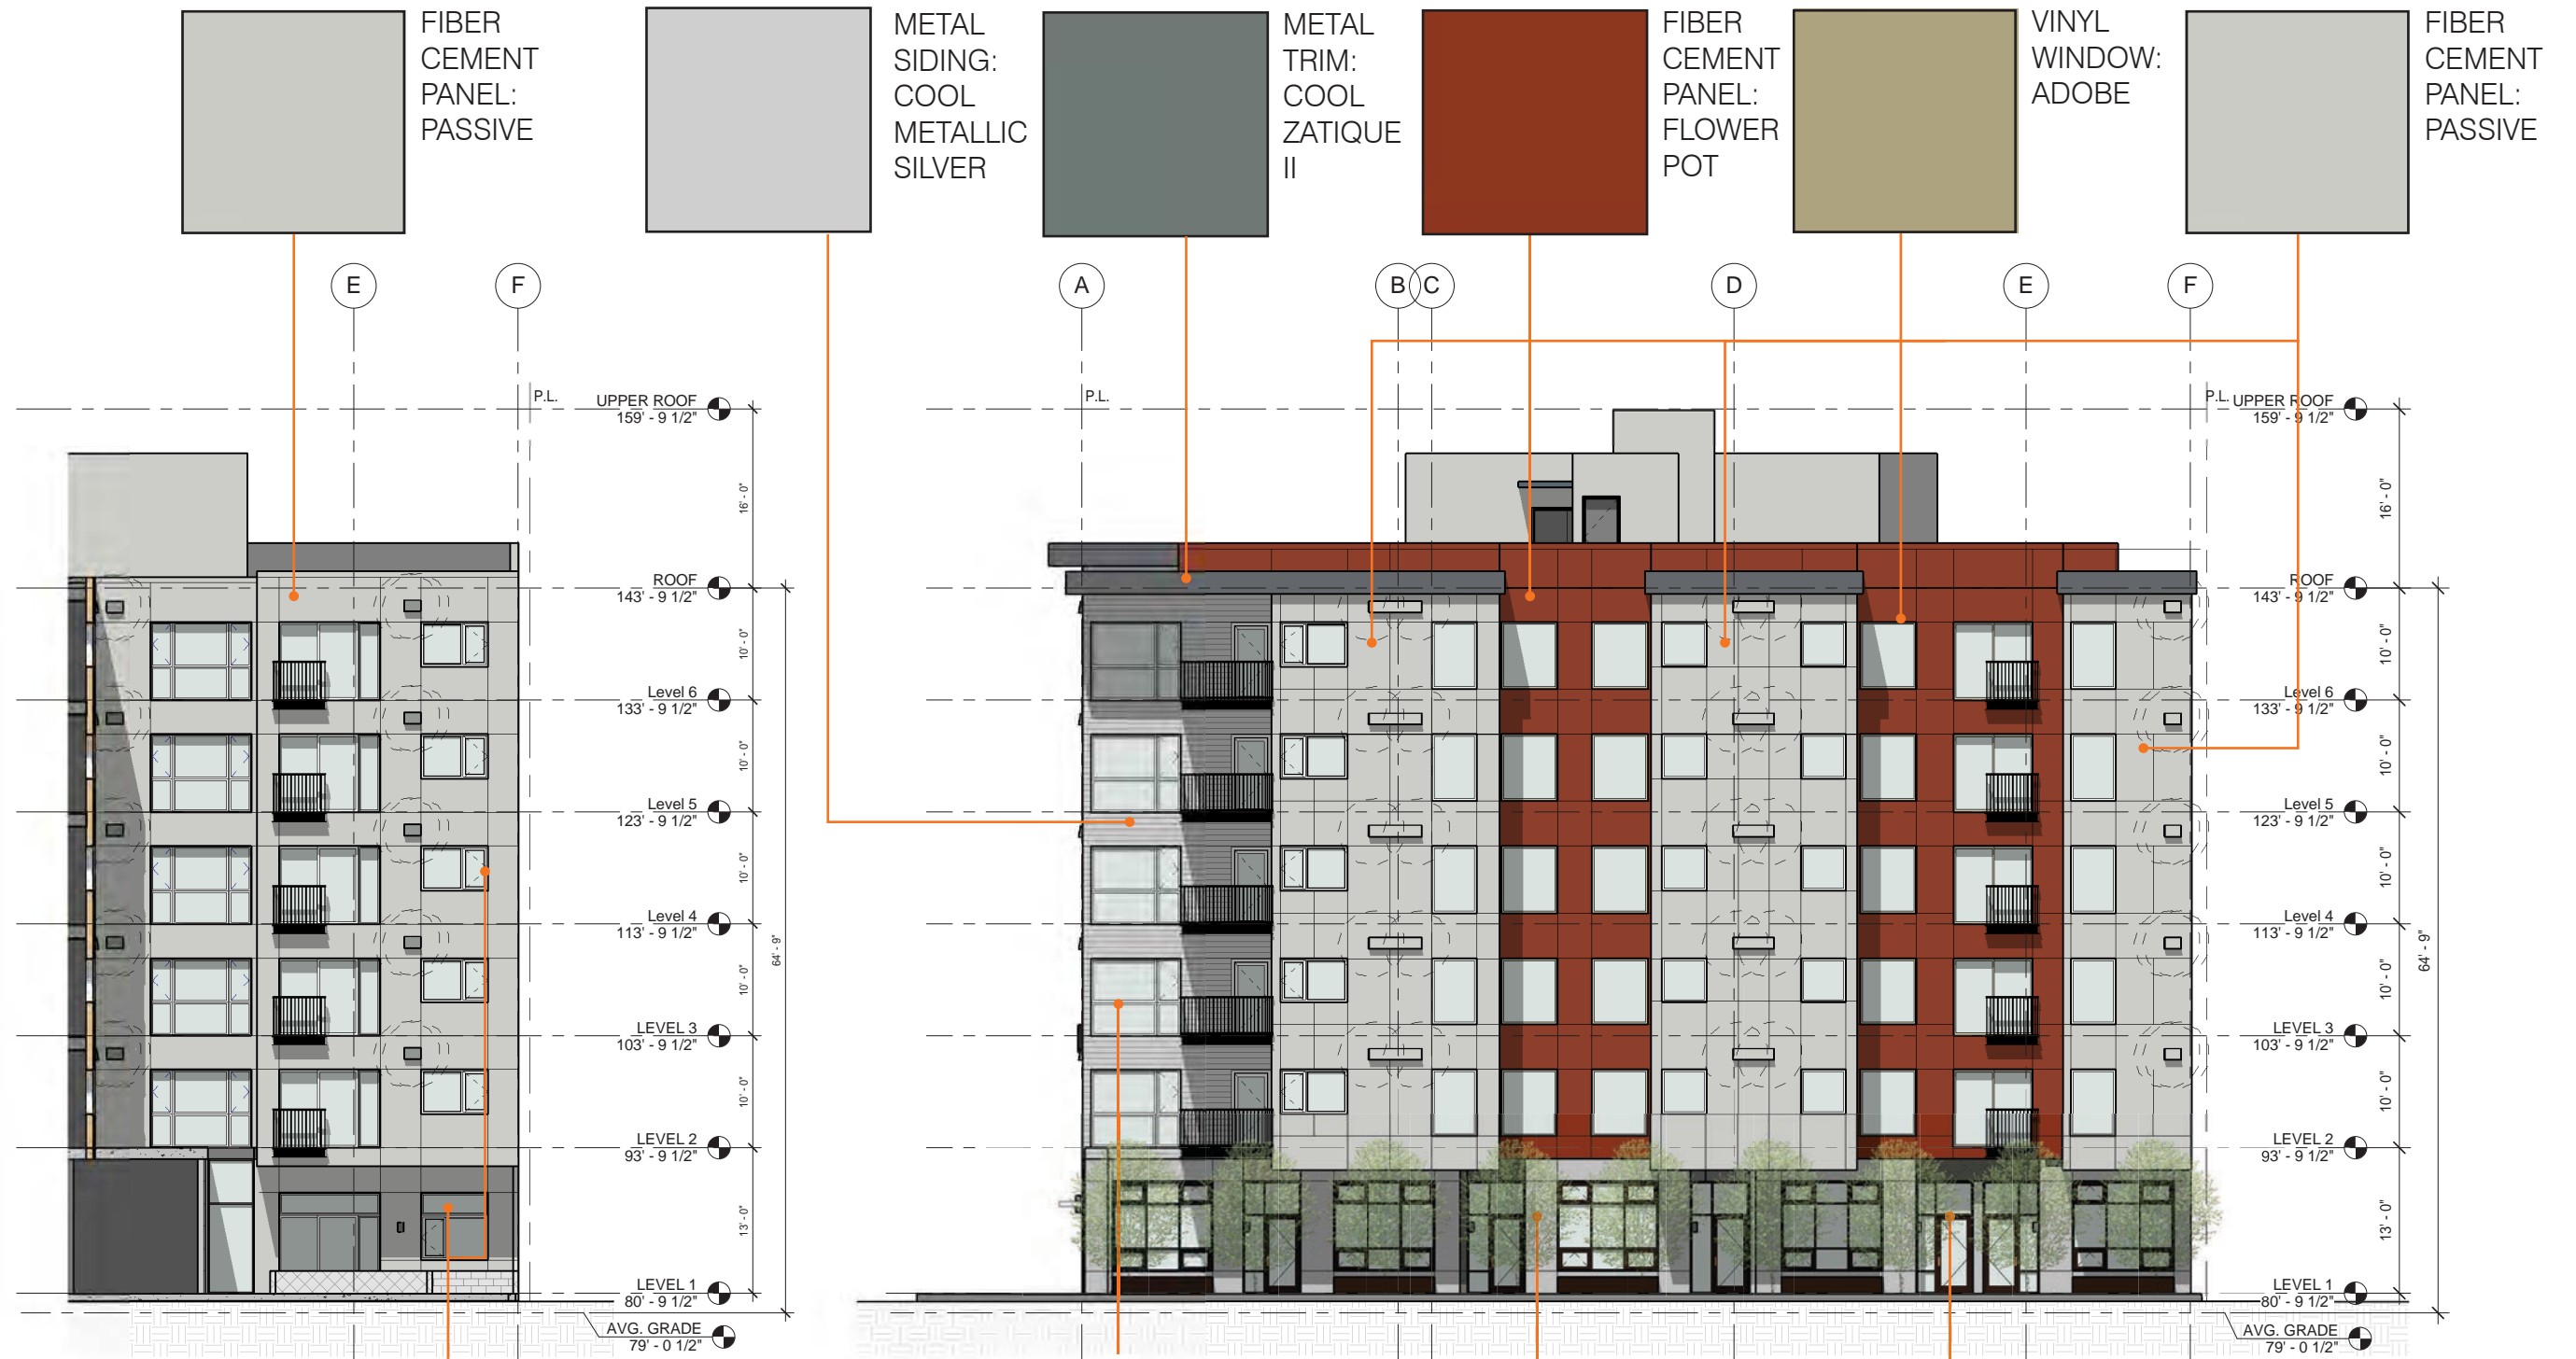 FIBER
CEMENT
PANEL:
PASSIVE
METAL
SIDING:
COOL
METALLIC
SILVER
METAL
TRIM:
COOL
ZATIQUE
II
FIBER
CEMENT
PANEL:
FLOWER
POT
VINYL
WINDOW:
ADOBE
FIBER
CEMENT
PANEL:
PASSIVE
E
F
P.L.
UPPER ROOF
159' - 9 1/2"
16' - 0"
ROOF
143' - 9 1/2"
10' - 0"
Level 6
133' - 9 1/2"
10' - 0"
Level 5
123' - 9 1/2"
10' - 0"
Level 4
113' - 9 1/2"
64' - 9"
10' - 0"
LEVEL 3
103' - 9 1/2"
10' - 0"
LEVEL 2
93' - 9 1/2"
13' - 0"
LEVEL 1
80' - 9 1/2"
AVG. GRADE
79' - 0 1/2"
A
B
C
D
E
F
P.L.
P.L.
UPPER ROOF
159' - 9 1/2"
16' - 0"
ROOF
143' - 9 1/2"
10' - 0"
Level 6
133' - 9 1/2"
10' - 0"
Level 5
123' - 9 1/2"
10' - 0"
Level 4
113' - 9 1/2"
64' - 9"
10' - 0"
LEVEL 3
103' - 9 1/2"
10' - 0"
LEVEL 2
93' - 9 1/2"
13' - 0"
LEVEL 1
80' - 9 1/2"
AVG. GRADE
79' - 0 1/2"